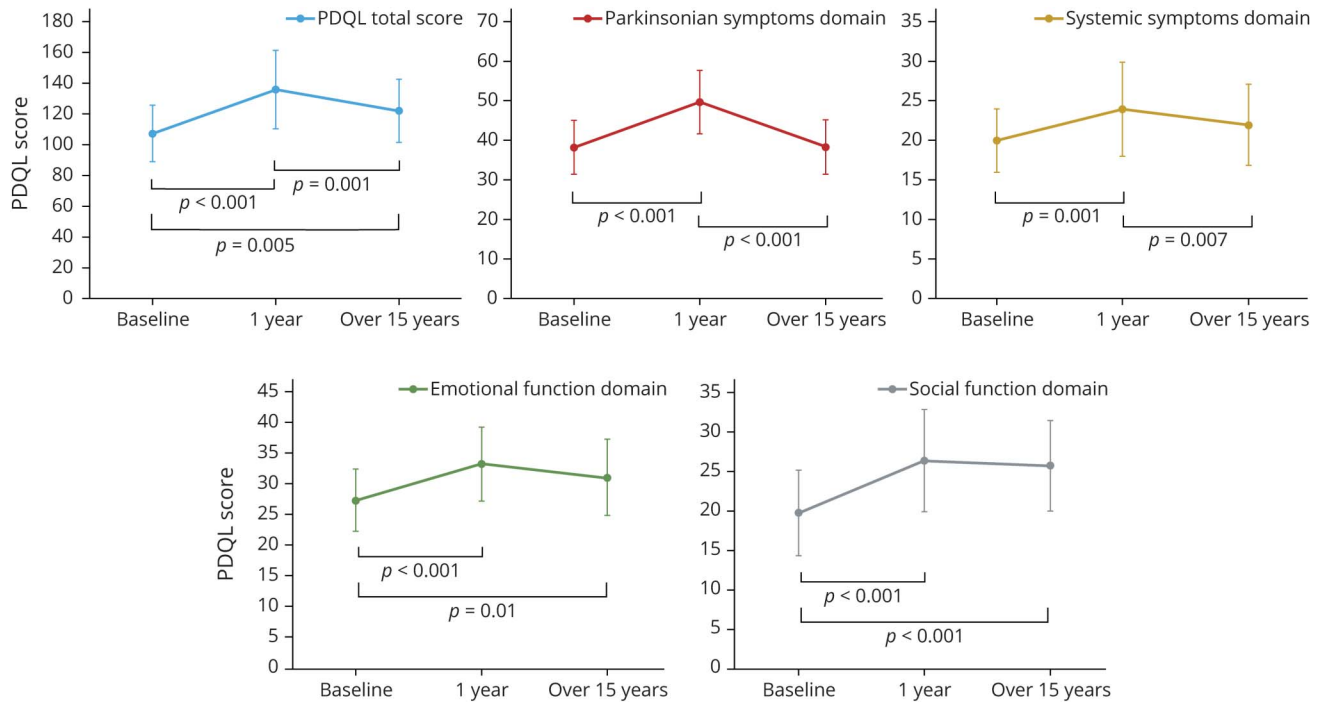 PDQL total score
PDQL score
180
160
140
120
100
80
60
40
20
0
p < 0.001
p = 0.001
p = 0.005
Baseline 1 year Over 15 years
Parkinsonian symptoms domain
70
60
50
40
30
20
10
0
p < 0.001
p < 0.001
Baseline 1 year Over 15 years
Systemic symptoms domain
35
30
25
20
15
10
5
0
p = 0.001
p = 0.007
Baseline 1 year Over 15 years
Emotional function domain
PDQL score
45
40
35
30
25
20
15
10
5
0
p < 0.001
p = 0.01
Baseline 1 year Over 15 years
Social function domain
35
30
25
20
15
10
5
0
p < 0.001
p < 0.001
Baseline 1 year Over 15 years